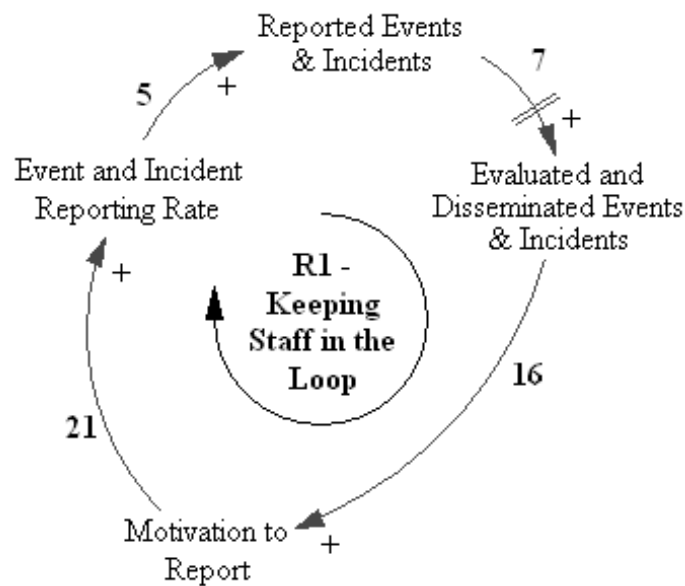 Reported Events
& Incidents
7
+
5
+
Event and Incident
Reporting Rate
Evaluated and
Disseminated Events
& Incidents
+
R1 -
Keeping
Staff in the
Loop
16
21
Motivation to
Report
+